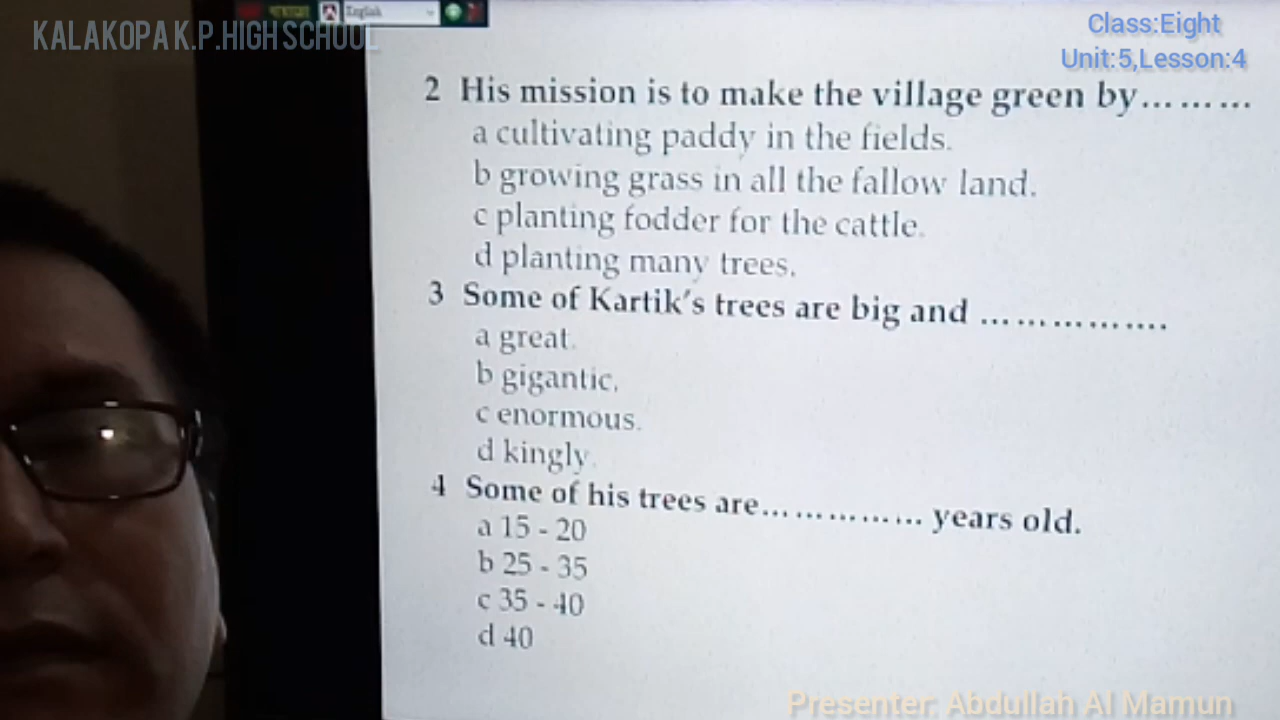 KALAKOPA K.P.HIGH SCHOOL
English
Class:Eight
Unit:5,Lesson:4
2 His mission is to make the village green by………
a cultivating paddy in the fields.
b growing grass in all the fallow land.
c planting fodder for the cattle.
d planting many trees.
3 Some of Kartik's trees are big and …………….
a great.
b gigantic.
c enormous.
d kingly.
4 Some of his trees are…………… years old.
a 15 - 20
b 25 - 35
c 35 - 40
d 40
Presenter: Abdullah Al Mamun